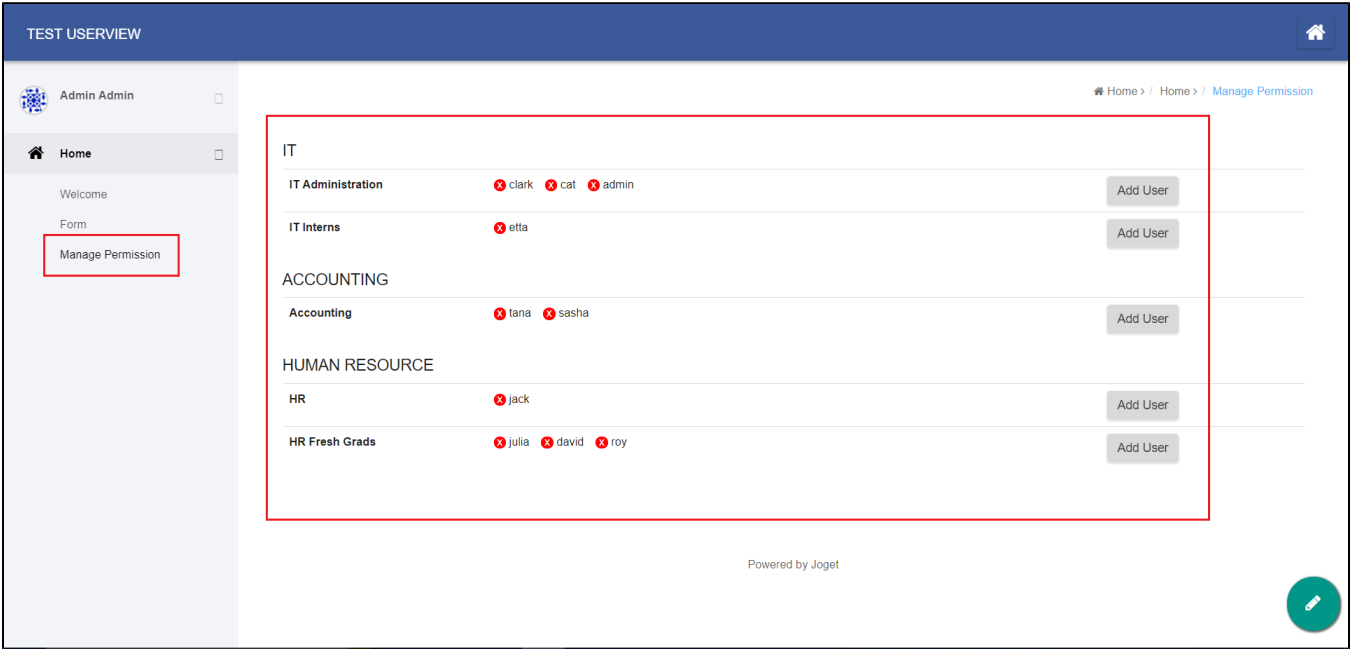 TEST USERVIEW
Admin Admin
Home > / Home > / Manage Permission
Home
Welcome
Form
Manage Permission
IT
IT Administration X clark X cat X admin Add User
IT Interns X etta Add User
ACCOUNTING
Accounting X tana X sasha Add User
HUMAN RESOURCE
HR X jack Add User
HR Fresh Grads X julia X david X roy Add User
Powered by Joget